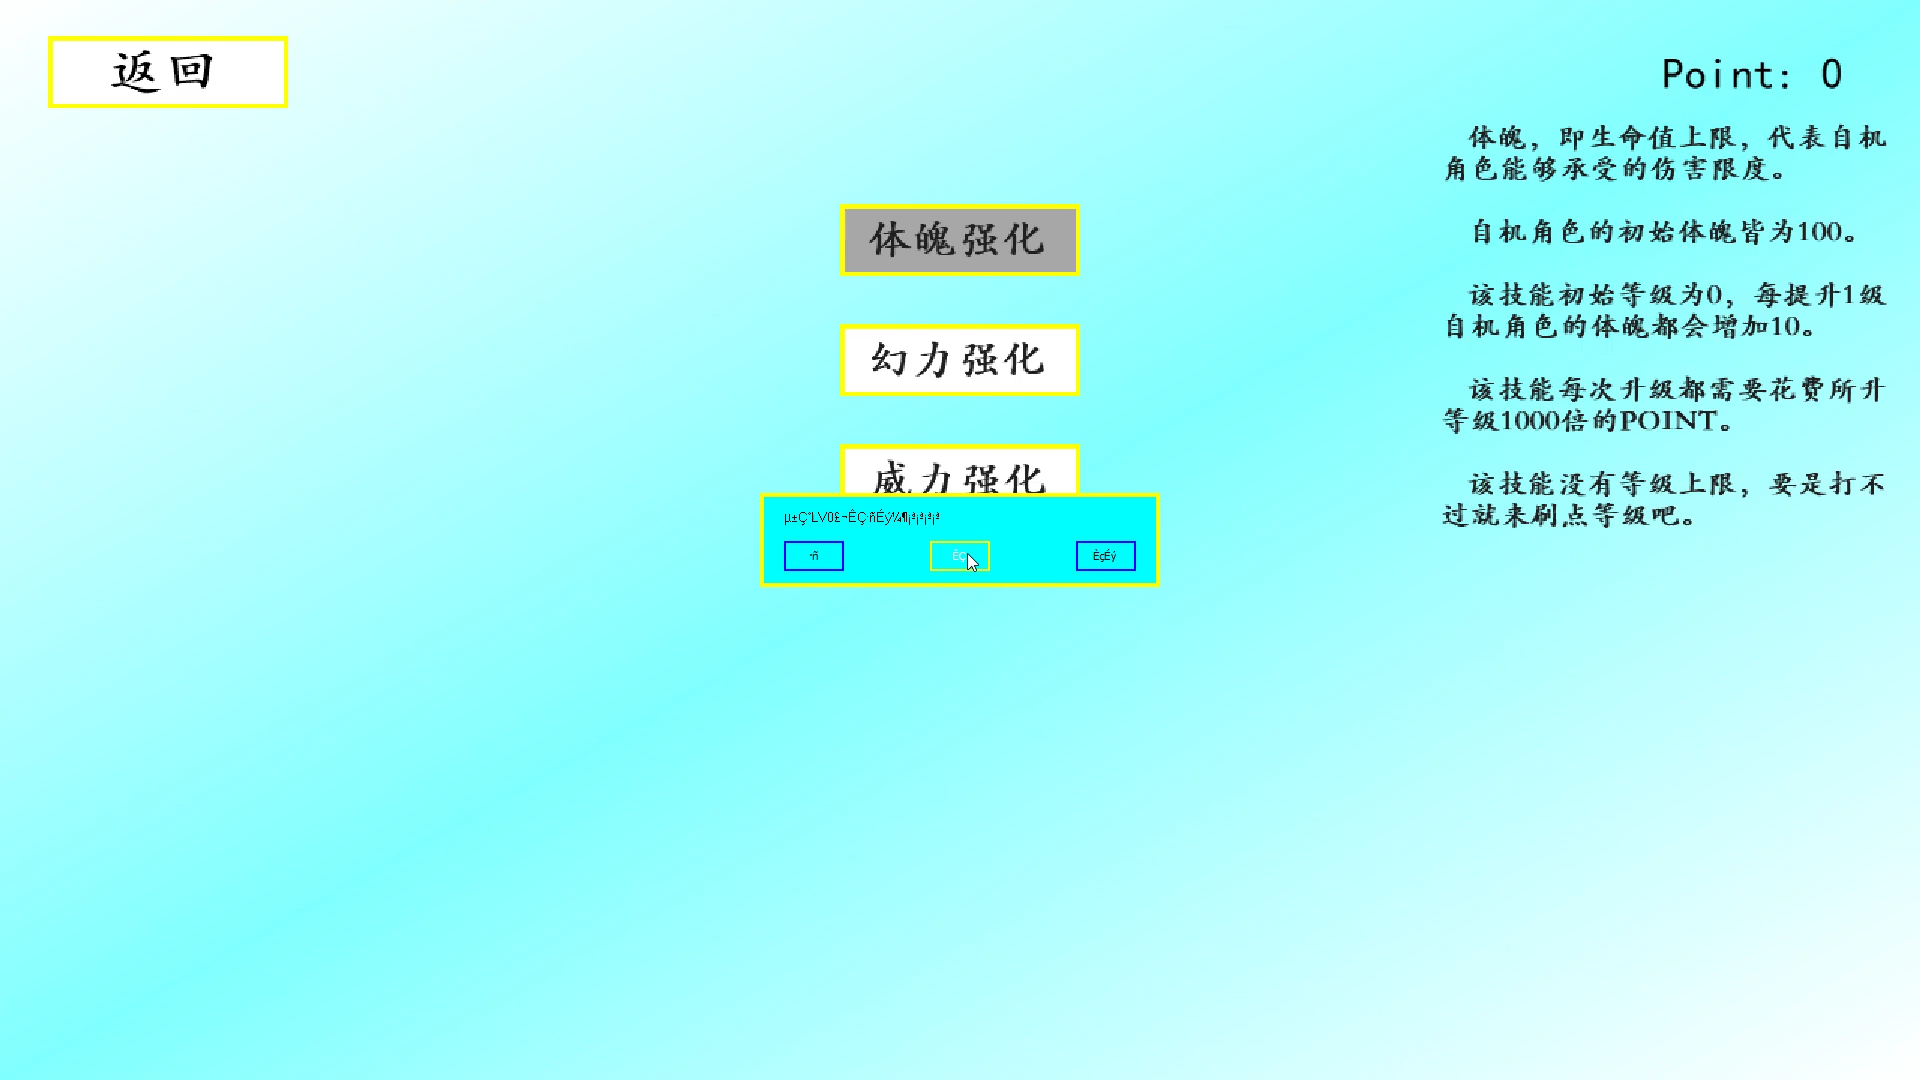 返回
Point: 0
体魄强化
幻力强化
威力强化
µ±Ç°LV0£¬ÊÇ·ñÉý¼¶¡ª¡ª¡ª¡ª
·ñ
ÊÇ
ÊÇÉý
体魄，即生命值上限，代表自机
角色能够承受的伤害限度。
自机角色的初始体魄皆为100。
该技能初始等级为0，每提升1级
自机角色的体魄都会增加10。
该技能每次升级都需要花费所升
等级1000倍的POINT。
该技能没有等级上限，要是打不
过就来刷点等级吧。